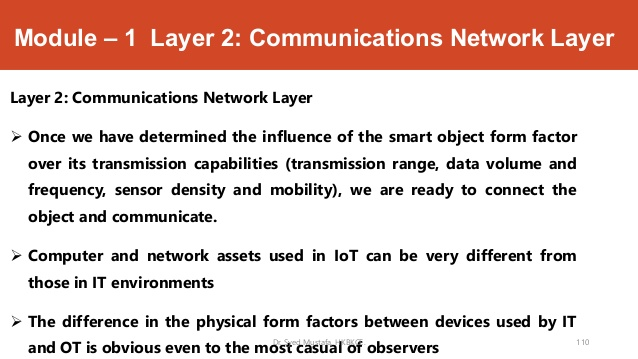 Module – 1 Layer 2: Communications Network Layer
Layer 2: Communications Network Layer
➢ Once we have determined the influence of the smart object form factor
over its transmission capabilities (transmission range, data volume and
frequency, sensor density and mobility), we are ready to connect the
object and communicate.
➢ Computer and network assets used in IoT can be very different from
those in IT environments
➢ The difference in the physical form factors between devices used by IT
and OT is obvious even to the most casual of observers
Dr. Syed Mustafa, HKBKCE
110